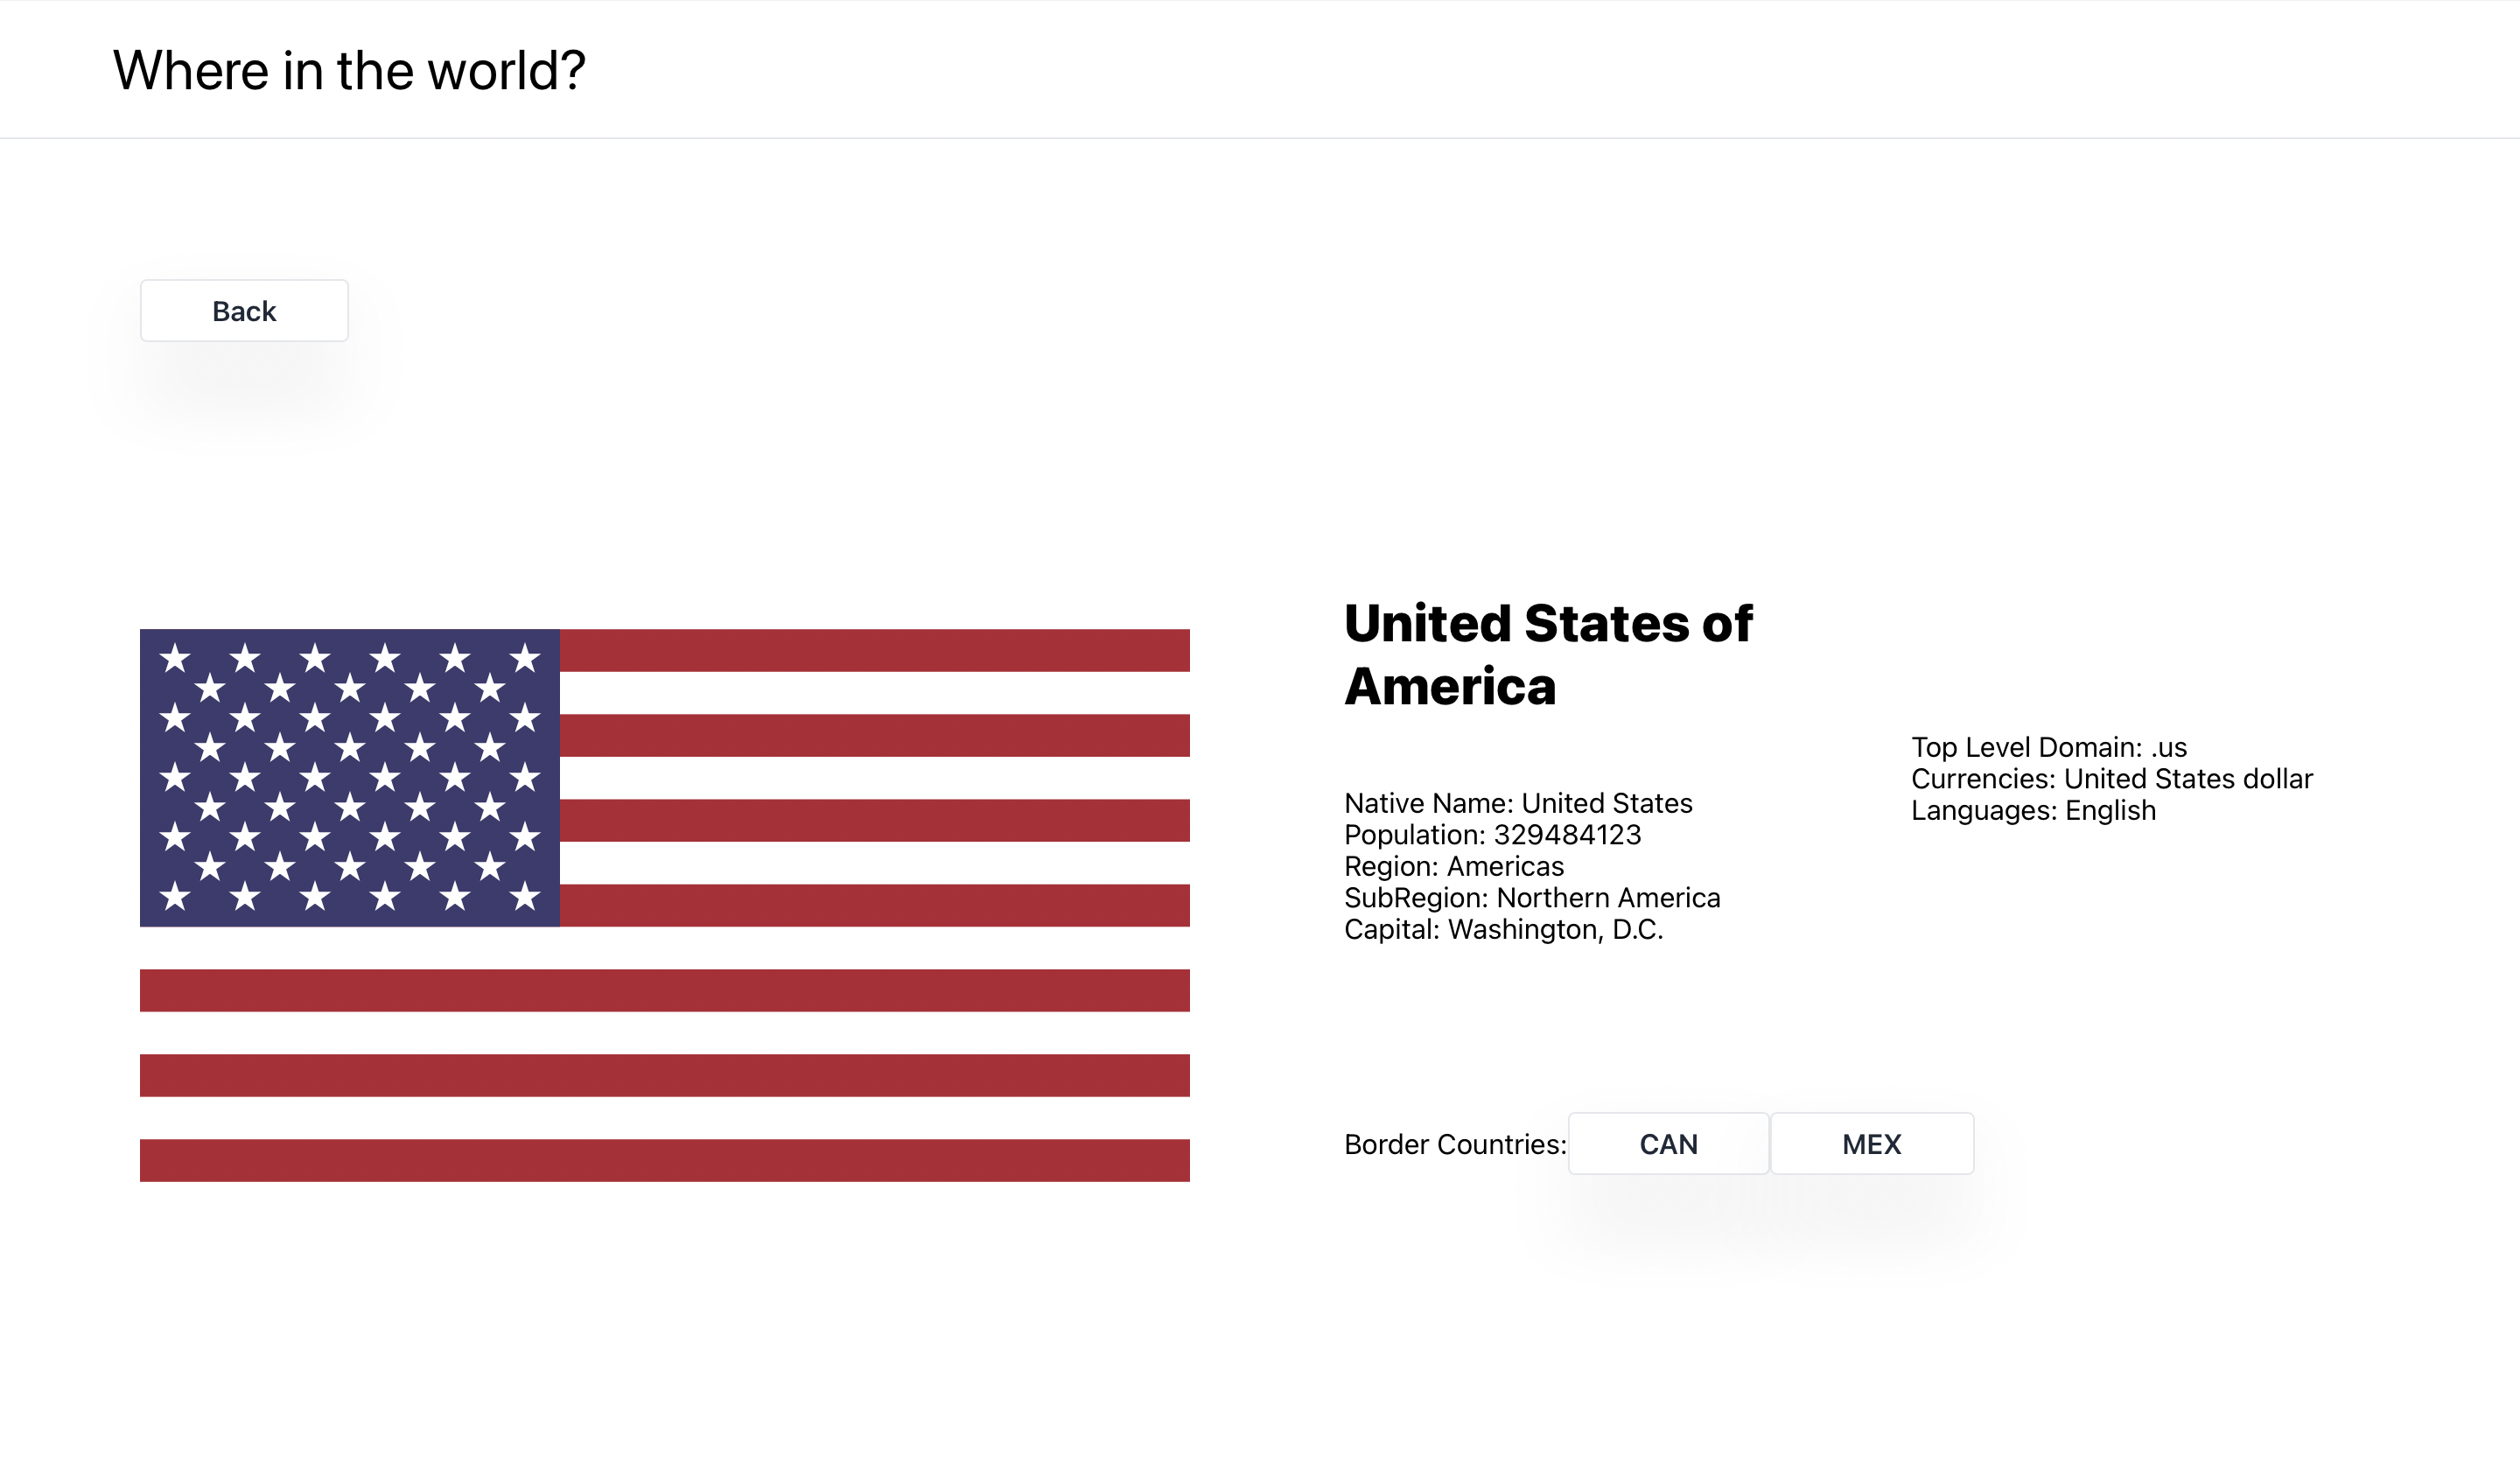 Where in the world?
Back
United States of
America
Native Name: United States
Population: 329484123
Region: Americas
SubRegion: Northern America
Capital: Washington, D.C.
Top Level Domain: .us
Currencies: United States dollar
Languages: English
Border Countries: CAN MEX